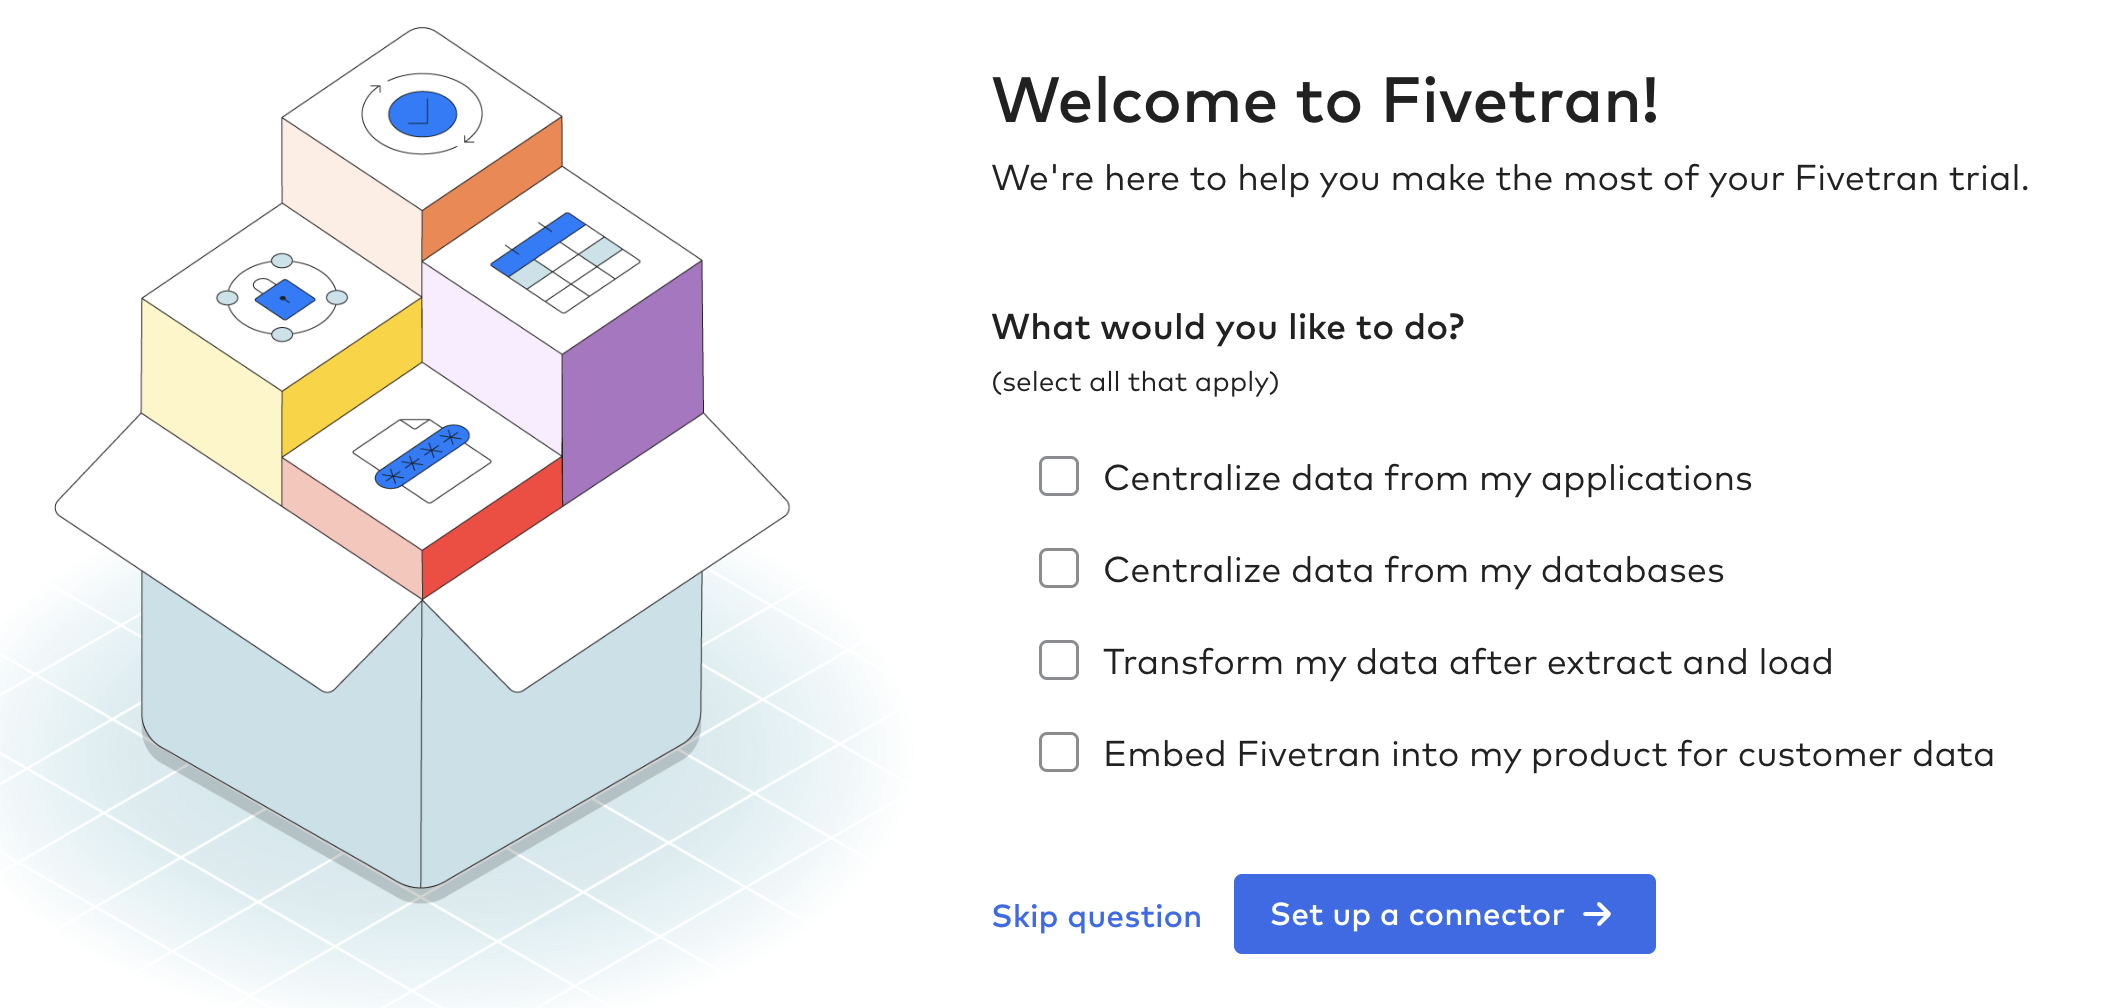 Welcome to Fivetran!
We're here to help you make the most of your Fivetran trial.
What would you like to do?
(select all that apply)
Centralize data from my applications
Centralize data from my databases
Transform my data after extract and load
Embed Fivetran into my product for customer data
Skip question
Set up a connector →